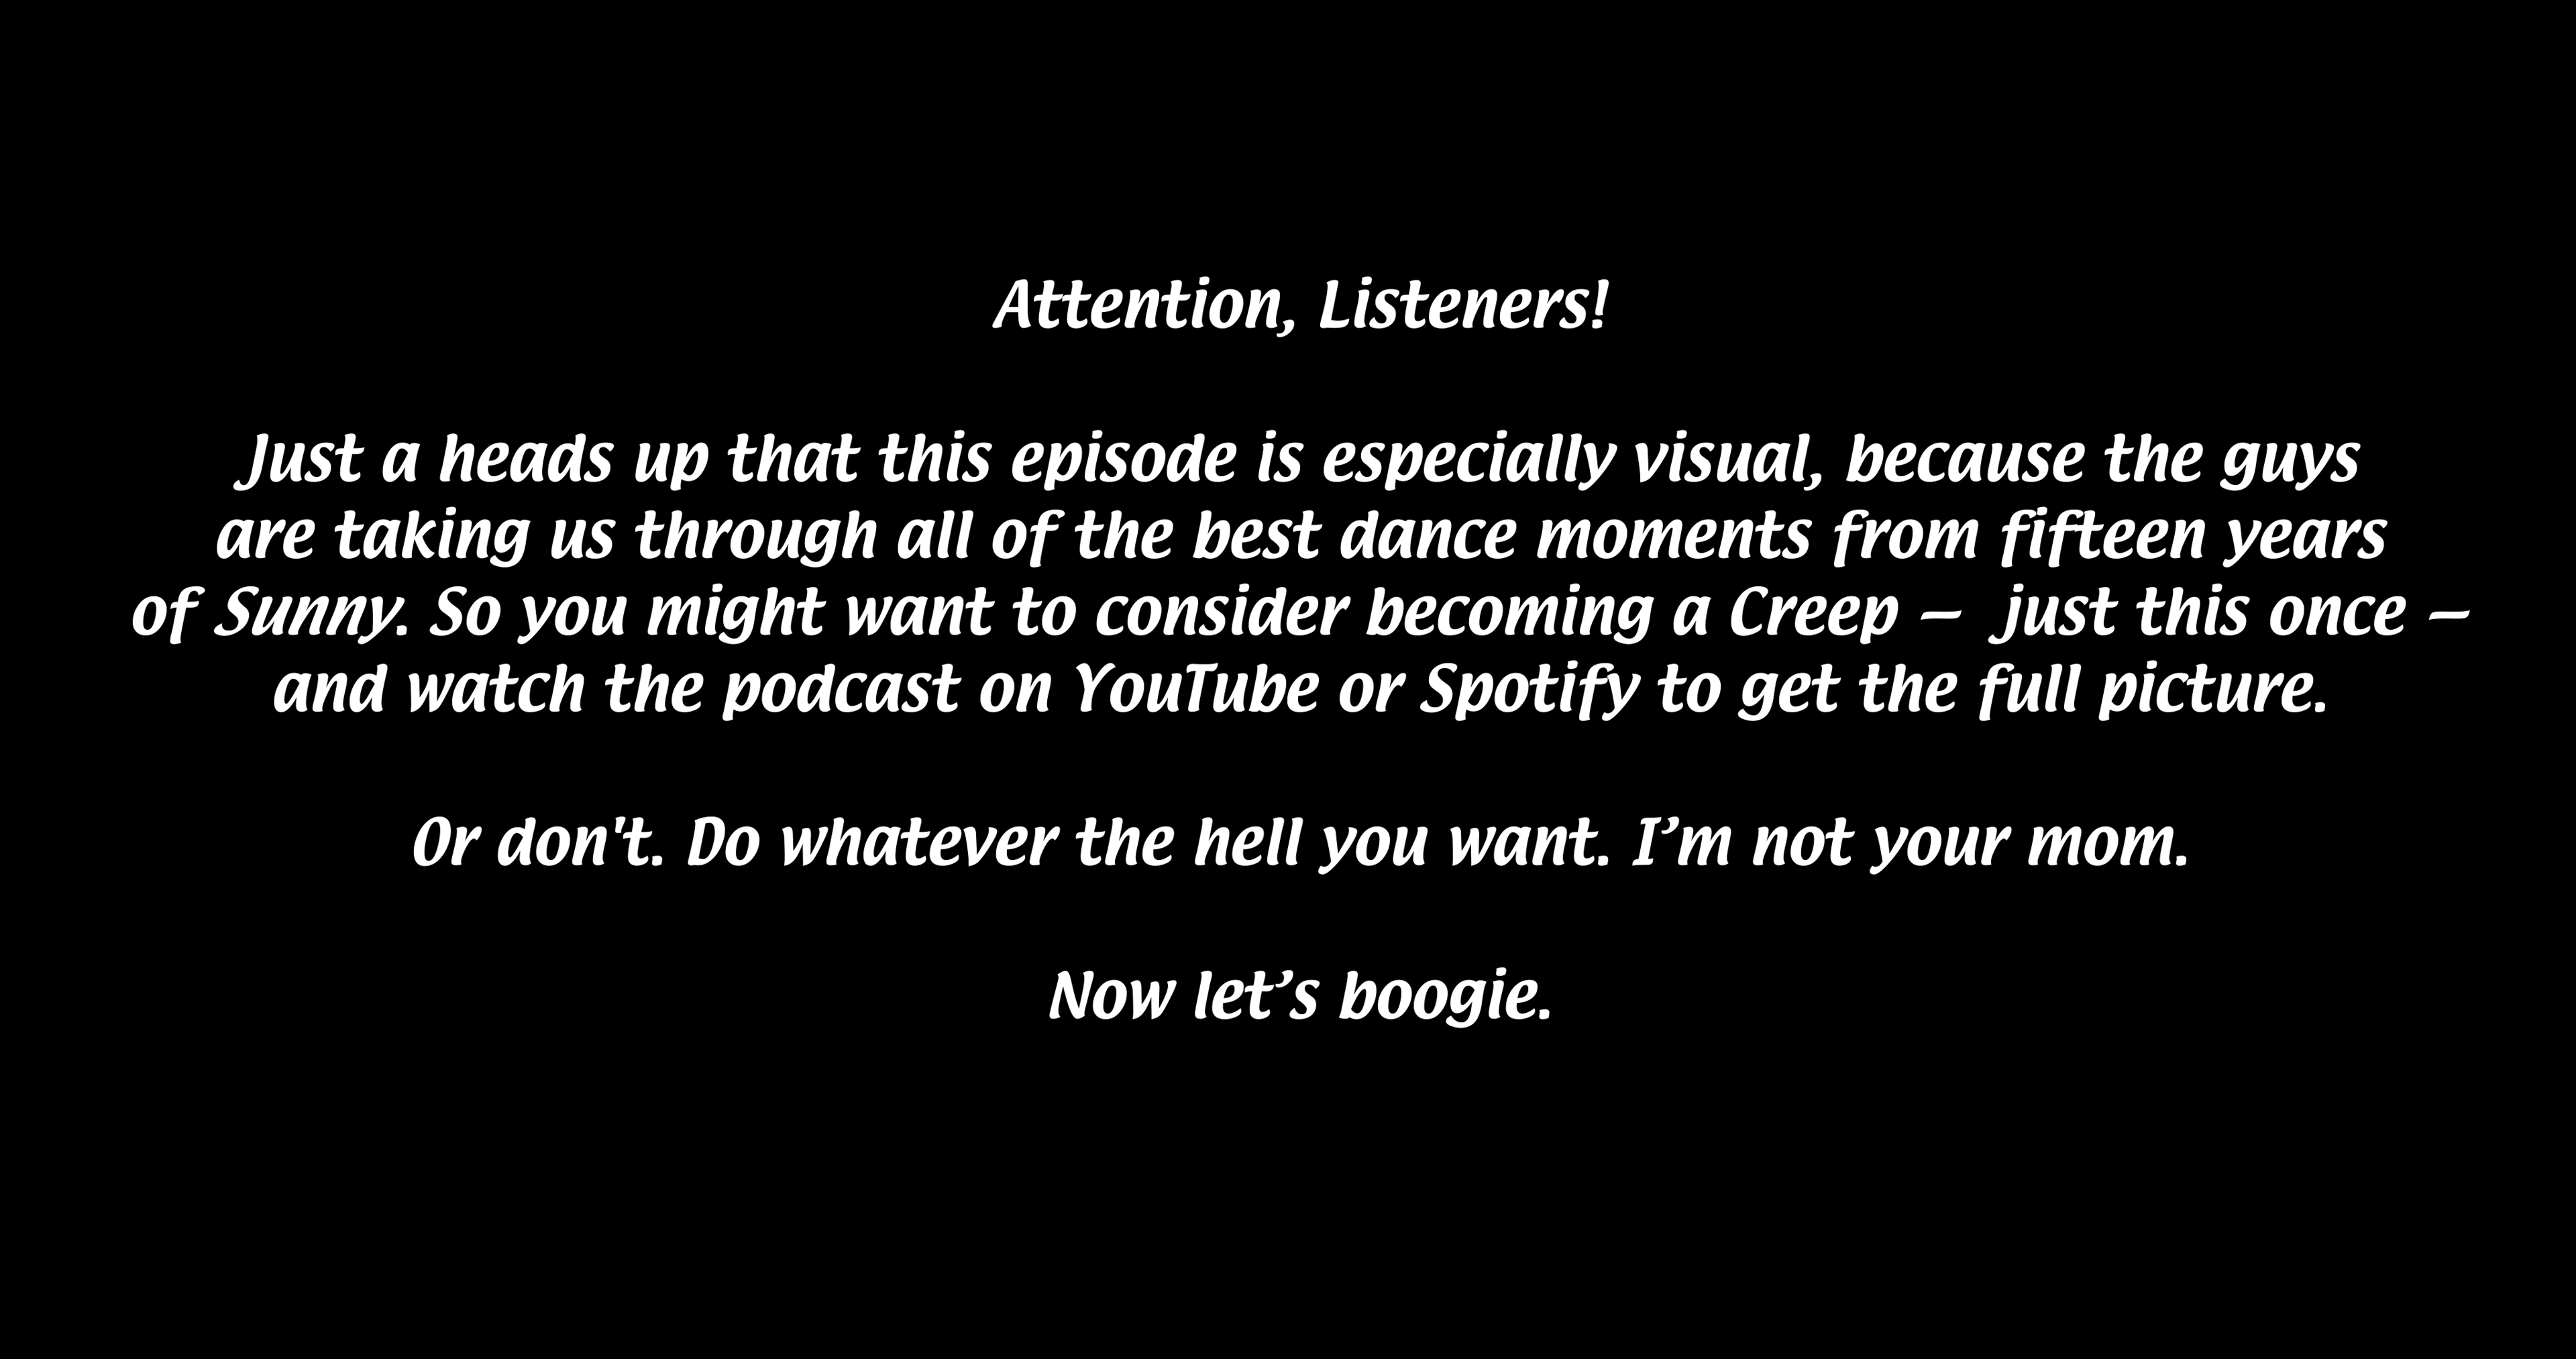 Attention, Listeners!
Just a heads up that this episode is especially visual, because the guys
are taking us through all of the best dance moments from fifteen years
of Sunny. So you might want to consider becoming a Creep –  just this once –
and watch the podcast on YouTube or Spotify to get the full picture.
Or don't. Do whatever the hell you want. I’m not your mom.
Now let’s boogie.